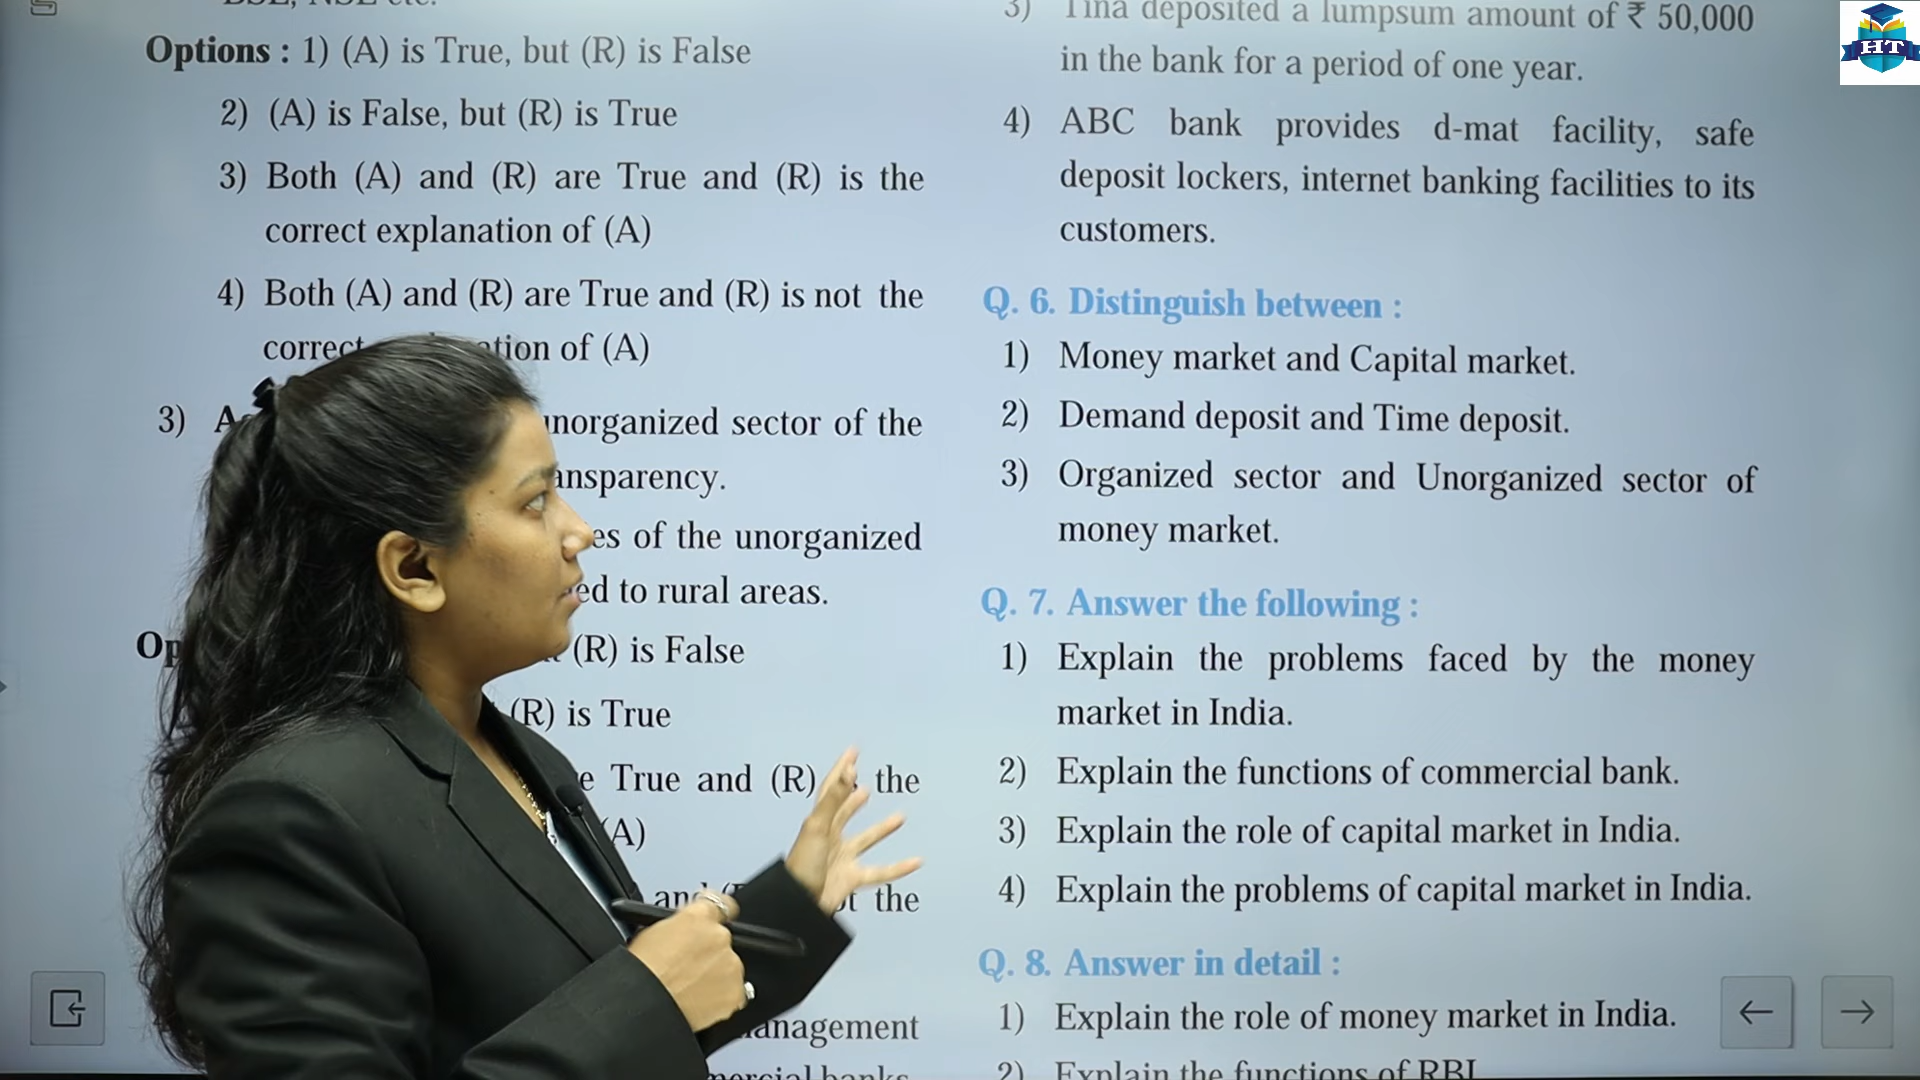 Options : 1) (A) is True, but (R) is False
2) (A) is False, but (R) is True
3) Both (A) and (R) are True and (R) is the
correct explanation of (A)
4) Both (A) and (R) are True and (R) is not the
correct of (A)
3) unorganized sector of the
of the unorganized
to rural areas.
(R) is False
(R) is True
True and (R) the
(A)
the
3) Tina deposited a lumpsum amount of ₹ 50,000
in the bank for a period of one year.
4) ABC bank provides d-mat facility, safe
deposit lockers, internet banking facilities to its
customers.
Q. 6. Distinguish between :
1) Money market and Capital market.
2) Demand deposit and Time deposit.
3) Organized sector and Unorganized sector of
money market.
Q. 7. Answer the following :
1) Explain the problems faced by the money
market in India.
2) Explain the functions of commercial bank.
3) Explain the role of capital market in India.
4) Explain the problems of capital market in India.
Q. 8. Answer in detail :
1) Explain the role of money market in India.
2) Explain the functions of RBI
HT